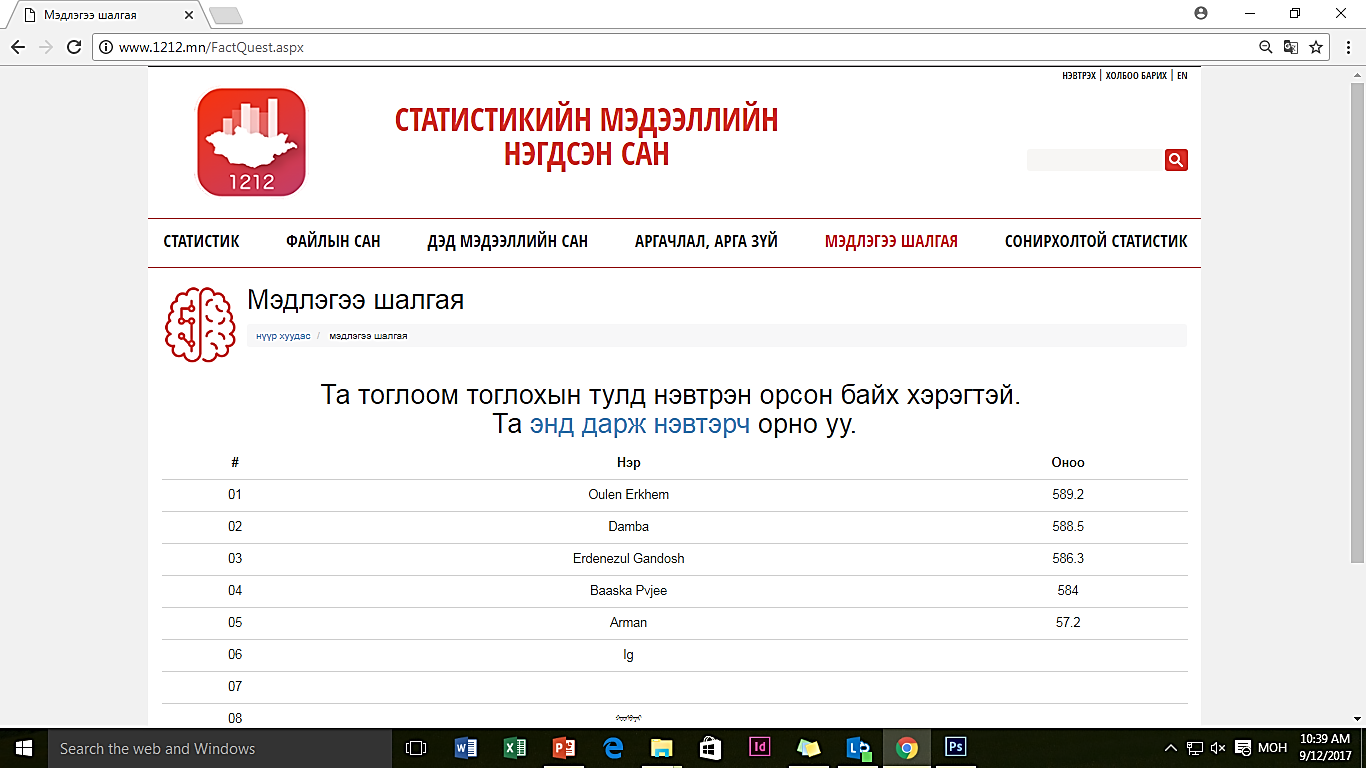 Мэдлэгээ шалгая
www.1212.mn/FactQuest.aspx
НЭВТРЭХ | ХОЛБОО БАРИХ | EN
1212
СТАТИСТИКИЙН МЭДЭЭЛЛИЙН
НЭГДСЭН САН
СТАТИСТИК ФАЙЛЫН САН ДЭД МЭДЭЭЛЛИЙН САН АРГАЧЛАЛ, АРГА ЗҮЙ МЭДЛЭГЭЭ ШАЛГАЯ СОНИРХОЛТОЙ СТАТИСТИК
Мэдлэгээ шалгая
нүүр хуудас / мэдлэгээ шалгая
Та тоглоом тоглохын тулд нэвтрэн орсон байх хэрэгтэй.
Та энд дарж нэвтэрч орно уу.
# Нэр Оноо
01 Oulen Erkhem 589.2
02 Damba 588.5
03 Erdenezul Gandosh 586.3
04 Baaska Pvjee 584
05 Arman 57.2
06 Ig
07
08
Search the web and Windows
Id
Ps
МОН
10:39 AM
9/12/2017